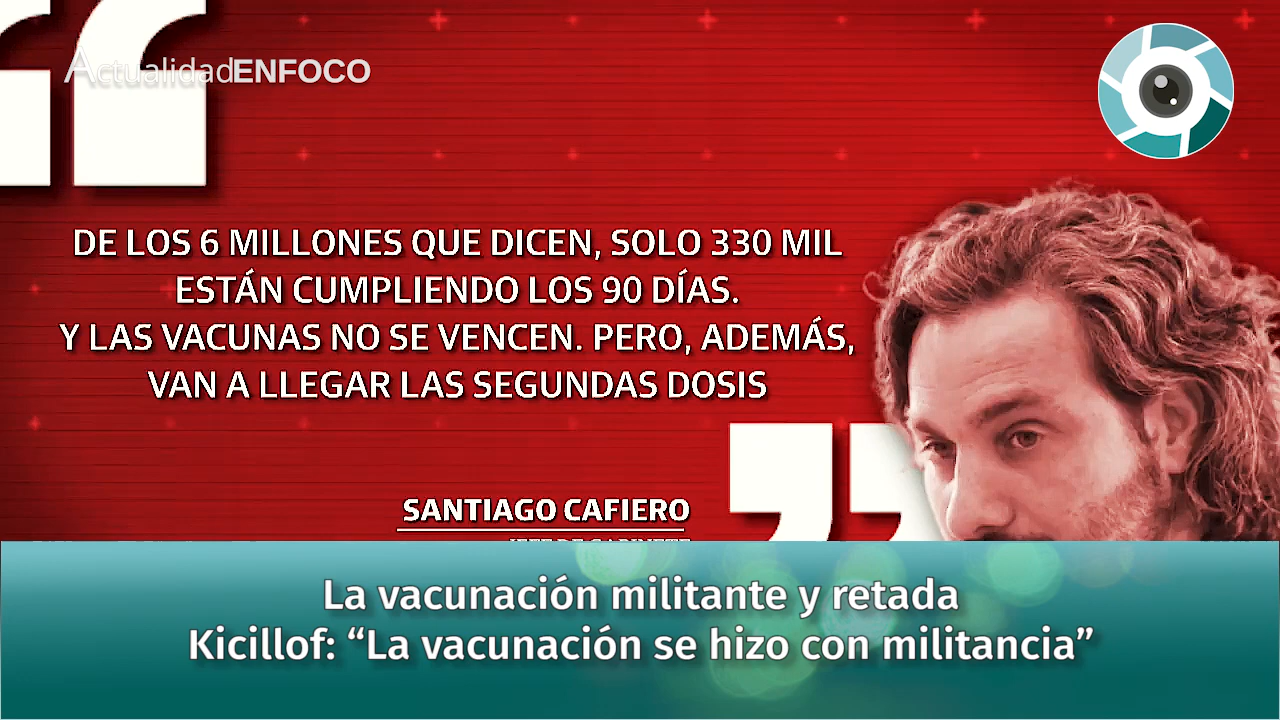 ActualidadENFOCO
DE LOS 6 MILLONES QUE DICEN, SOLO 330 MIL
ESTÁN CUMPLIENDO LOS 90 DÍAS.
Y LAS VACUNAS NO SE VENCEN. PERO, ADEMÁS,
VAN A LLEGAR LAS SEGUNDAS DOSIS
SANTIAGO CAFIERO
La vacunación militante y retada
Kicillof: “La vacunación se hizo con militancia”